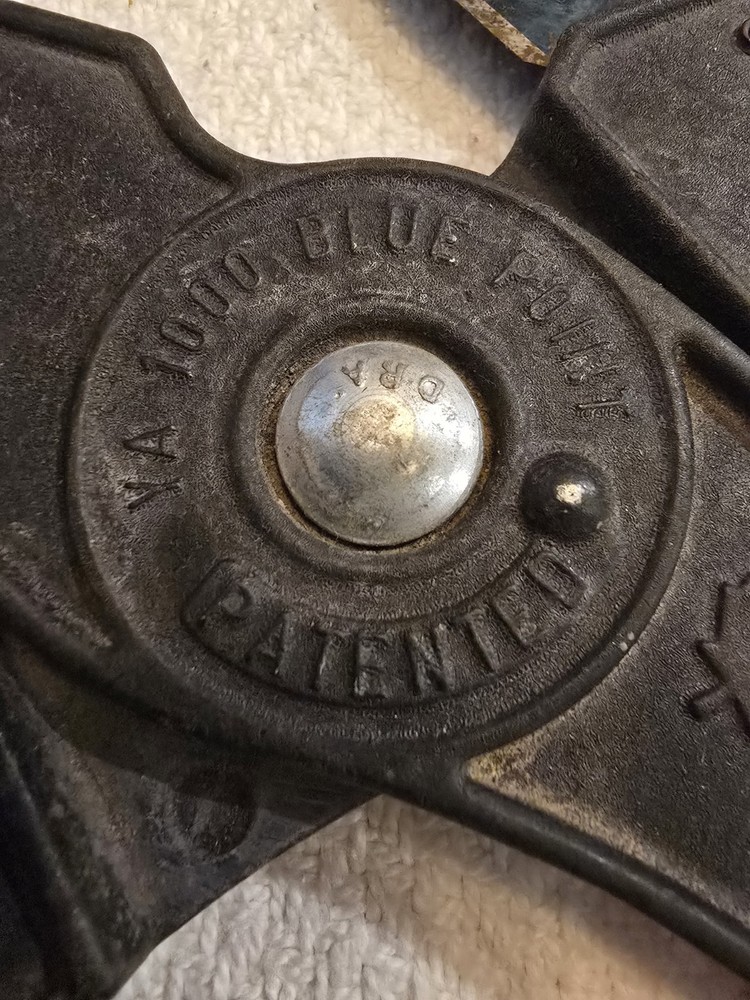 YA 1000 BLUE POINT
DRA
PATENTED